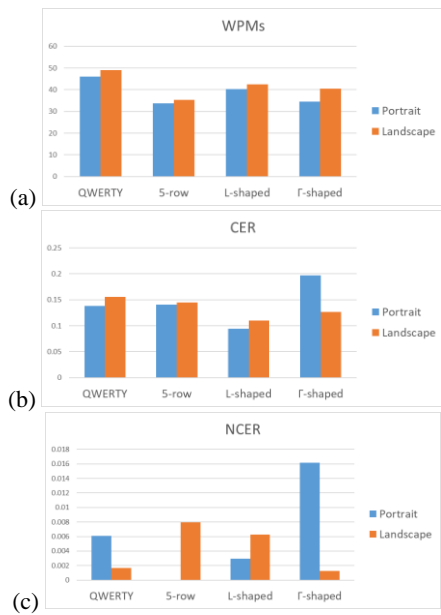 WPMs
60
50
40
30
20
10
0
QWERTY 5-row L-shaped Γ-shaped
Portrait
Landscape
(a)
CER
0.25
0.2
0.15
0.1
0.05
0
QWERTY 5-row L-shaped Γ-shaped
Portrait
Landscape
(b)
NCER
0.018
0.016
0.014
0.012
0.01
0.008
0.006
0.004
0.002
0
QWERTY 5-row L-shaped Γ-shaped
Portrait
Landscape
(c)